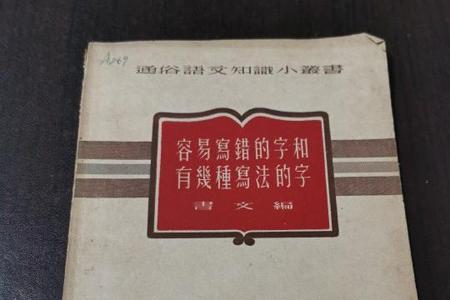 A269
通俗語文知識小叢書
容易寫錯的字和
有幾種寫法的字
書文編